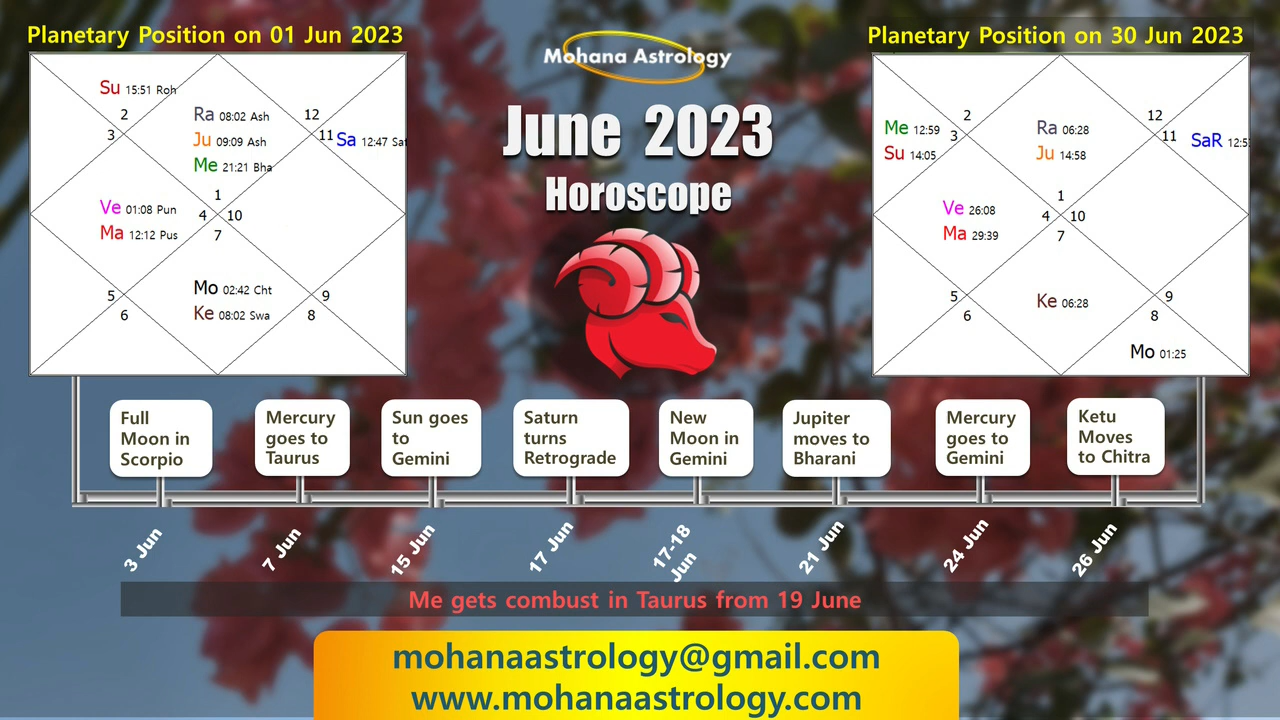 Planetary Position on 01 Jun 2023
Su 15:51 Roh
2
3
Ra 08:02 Ash
Ju 09:09 Ash
Me 21:21 Bha
12
11
Sa 12:47 Sat
1
Ve 01:08 Pun
Ma 12:12 Pus
4
10
7
Mo 02:42 Cht
Ke 08:02 Swa
5
6
9
8
Mohana Astrology
June 2023
Horoscope
Planetary Position on 30 Jun 2023
2
3
Me 12:59
Su 14:05
Ra 06:28
Ju 14:58
12
11
SaR
1
Ve 26:08
Ma 29:39
4
10
7
Ke 06:28
5
6
9
8
Mo 01:25
Full
Moon in
Scorpio
Mercury
goes to
Taurus
Sun goes
to
Gemini
Saturn
turns
Retrograde
New
Moon in
Gemini
Jupiter
moves to
Bharani
Mercury
goes to
Gemini
Ketu
Moves
to Chitra
3 Jun
7 Jun
15 Jun
17 Jun
17-18
Jun
21 Jun
24 Jun
26 Jun
Me gets combust in Taurus from 19 June
mohanaastrology@gmail.com
www.mohanaastrology.com